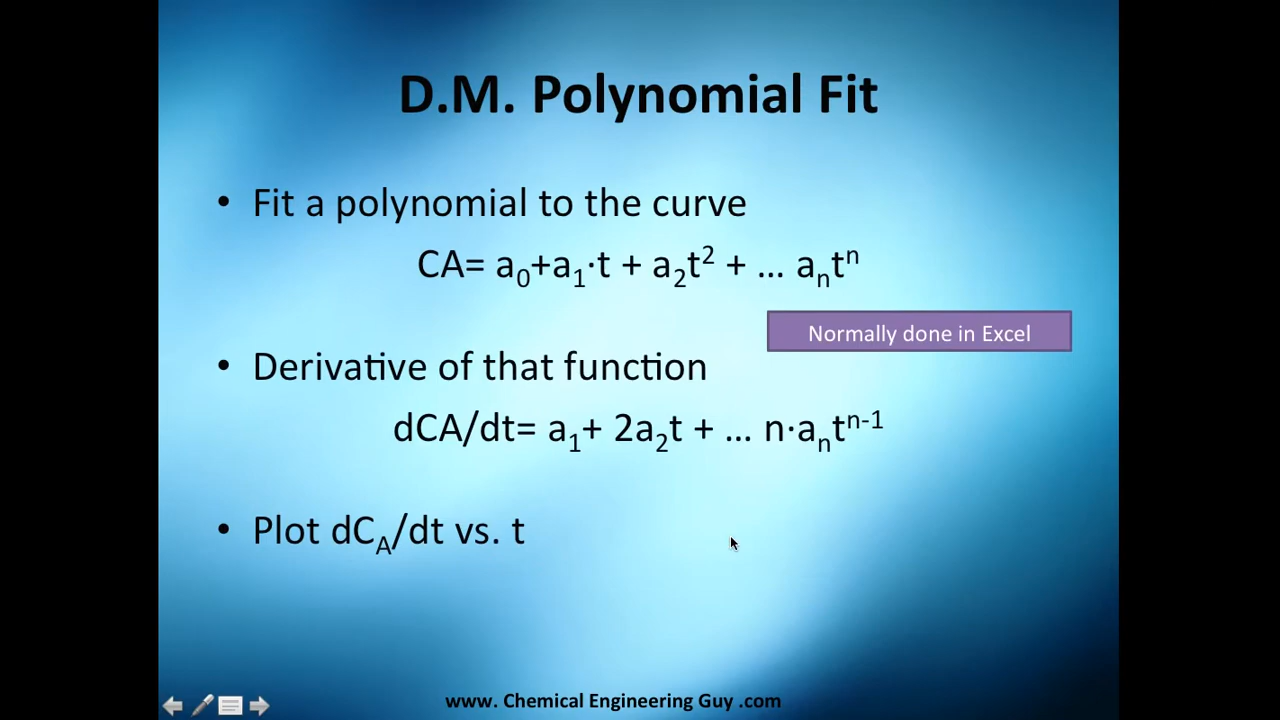 D.M. Polynomial Fit
• Fit a polynomial to the curve
CA= a₀+a₁·t + a₂t² + ... aₙtⁿ
Normally done in Excel
• Derivative of that function
dCA/dt= a₁+ 2a₂t + ... n·aₙtⁿ⁻¹
• Plot dC_A/dt vs. t
www. Chemical Engineering Guy .com